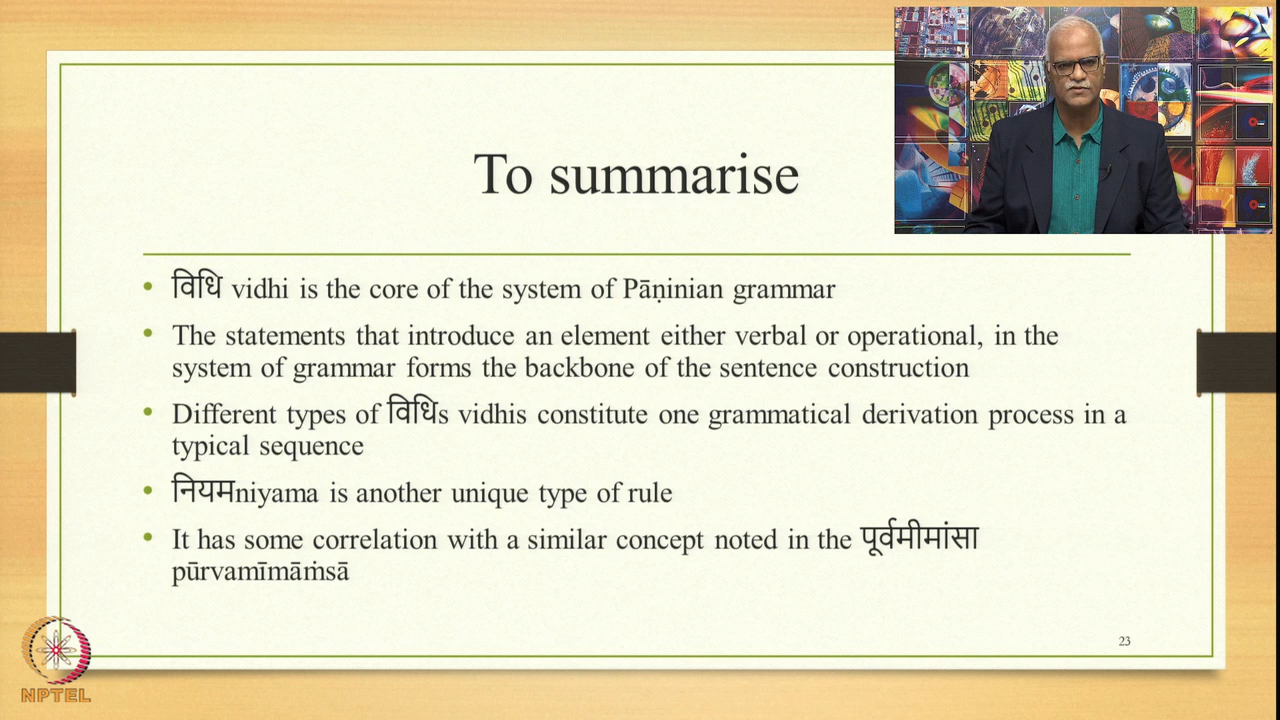 To summarise
• विधि vidhi is the core of the system of Pāṇinian grammar
• The statements that introduce an element either verbal or operational, in the
system of grammar forms the backbone of the sentence construction
• Different types of विधिs vidhis constitute one grammatical derivation process in a
typical sequence
• नियमniyama is another unique type of rule
• It has some correlation with a similar concept noted in the पूर्वमीमांसा
pūrvamīmāṁsā
23
NPTEL